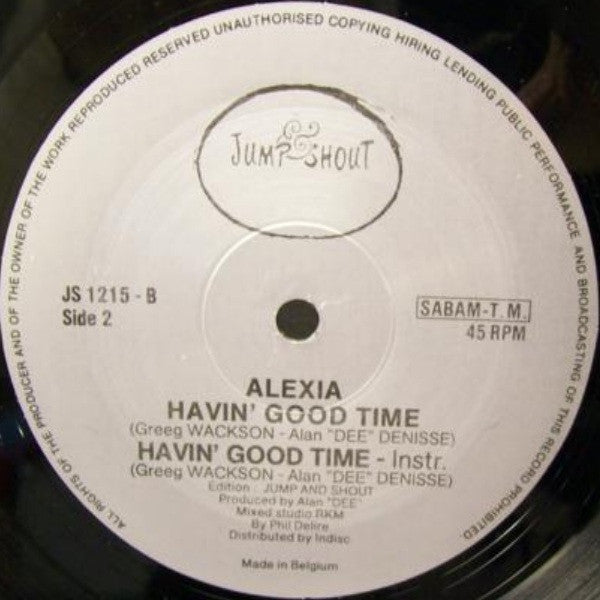 ALL RIGHTS OF THE PRODUCER AND OF THE OWNER OF THE WORK REPRODUCED RESERVED UNAUTHORISED COPYING HIRING LENDING PUBLIC PERFORMANCE AND BROADCASTING OF THIS RECORD PROHIBITED.
JUMP & SHOUT
JS 1215 - B
Side 2
SABAM-T.M.
45 RPM
ALEXIA
HAVIN' GOOD TIME
(Greeg WACKSON - Alan "DEE" DENISSE)
HAVIN' GOOD TIME - Instr.
(Greeg WACKSON - Alan "DEE" DENISSE)
Edition : JUMP AND SHOUT
Produced by Alan "DEE"
Mixed studio RKM
By Phil Delire
Distributed by Indisc
Made in Belgium